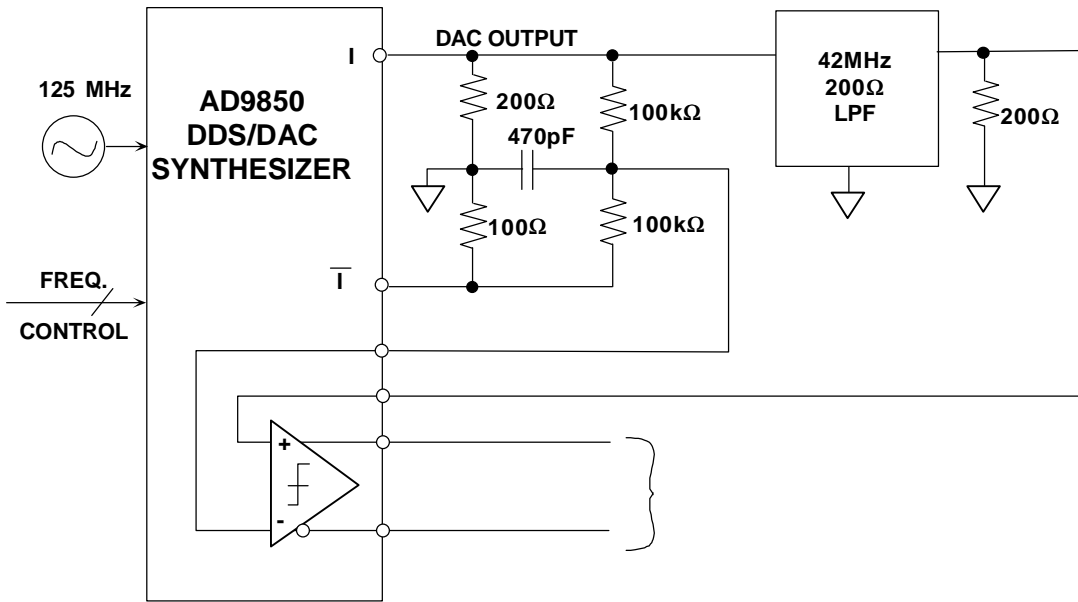 I
DAC OUTPUT
125 MHz
AD9850
DDS/DAC
SYNTHESIZER
200Ω
100kΩ
470pF
42MHz
200Ω
LPF
200Ω
100Ω
100kΩ
I̅
FREQ.
CONTROL
+
-